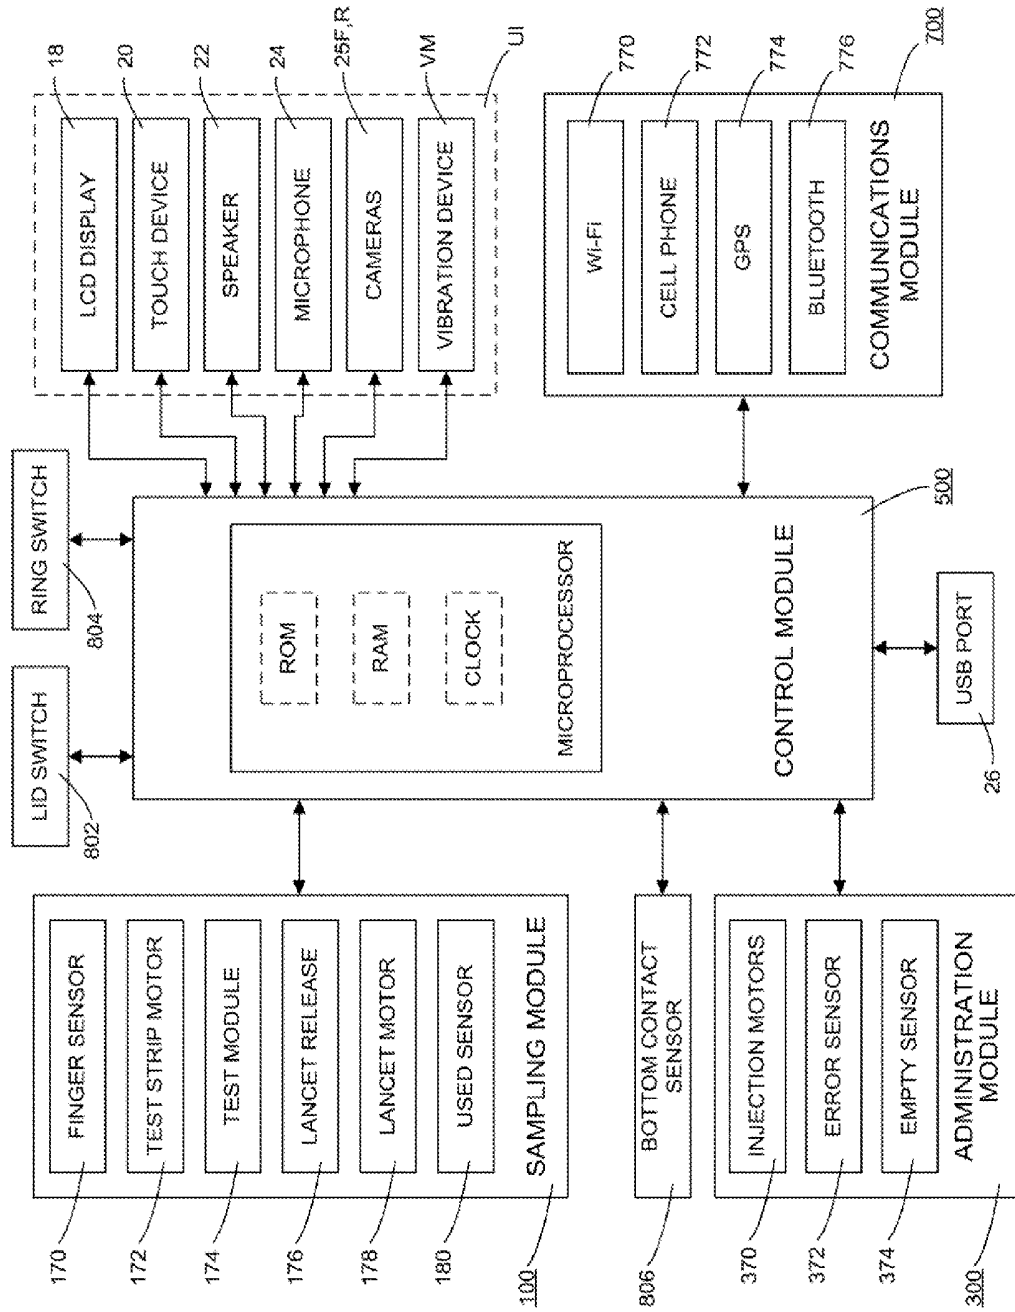 170
FINGER SENSOR
172
TEST STRIP MOTOR
174
TEST MODULE
176
LANCET RELEASE
178
LANCET MOTOR
180
USED SENSOR
SAMPLING MODULE
100
806
BOTTOM CONTACT
SENSOR
370
INJECTION MOTORS
372
ERROR SENSOR
374
EMPTY SENSOR
ADMINISTRATION
MODULE
300
LID SWITCH
802
RING SWITCH
804
ROM
RAM
CLOCK
MICROPROCESSOR
CONTROL MODULE
500
USB PORT
26
LCD DISPLAY
18
TOUCH DEVICE
20
SPEAKER
22
MICROPHONE
24
CAMERAS
25F,R
VIBRATION DEVICE
VM
UI
Wi-Fi
770
CELL PHONE
772
GPS
774
BLUETOOTH
776
COMMUNICATIONS
MODULE
700